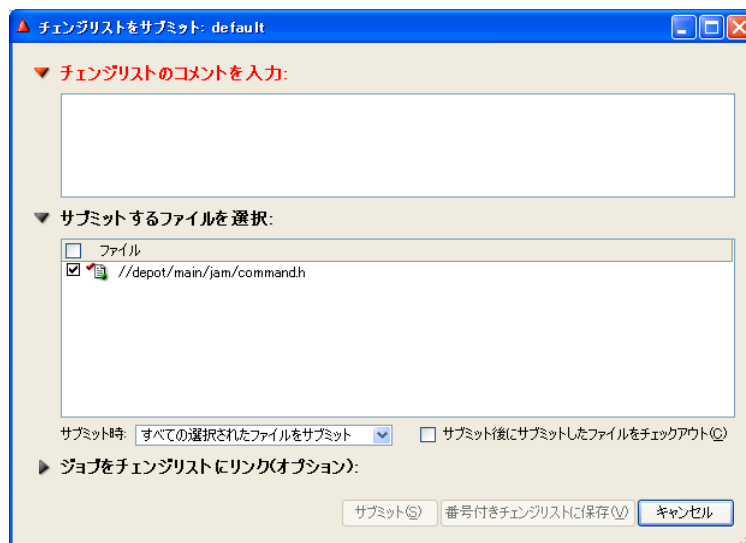 チェンジリストをサブミット: default
チェンジリストのコメントを入力:
サブミットするファイルを選択:
ファイル
//depot/main/jam/command.h
サブミット時: すべての選択されたファイルをサブミット サブミット後にサブミットしたファイルをチェックアウト(C)
ジョブをチェンジリストにリンク(オプション):
サブミット(S) 番号付きチェンジリストに保存(V) キャンセル